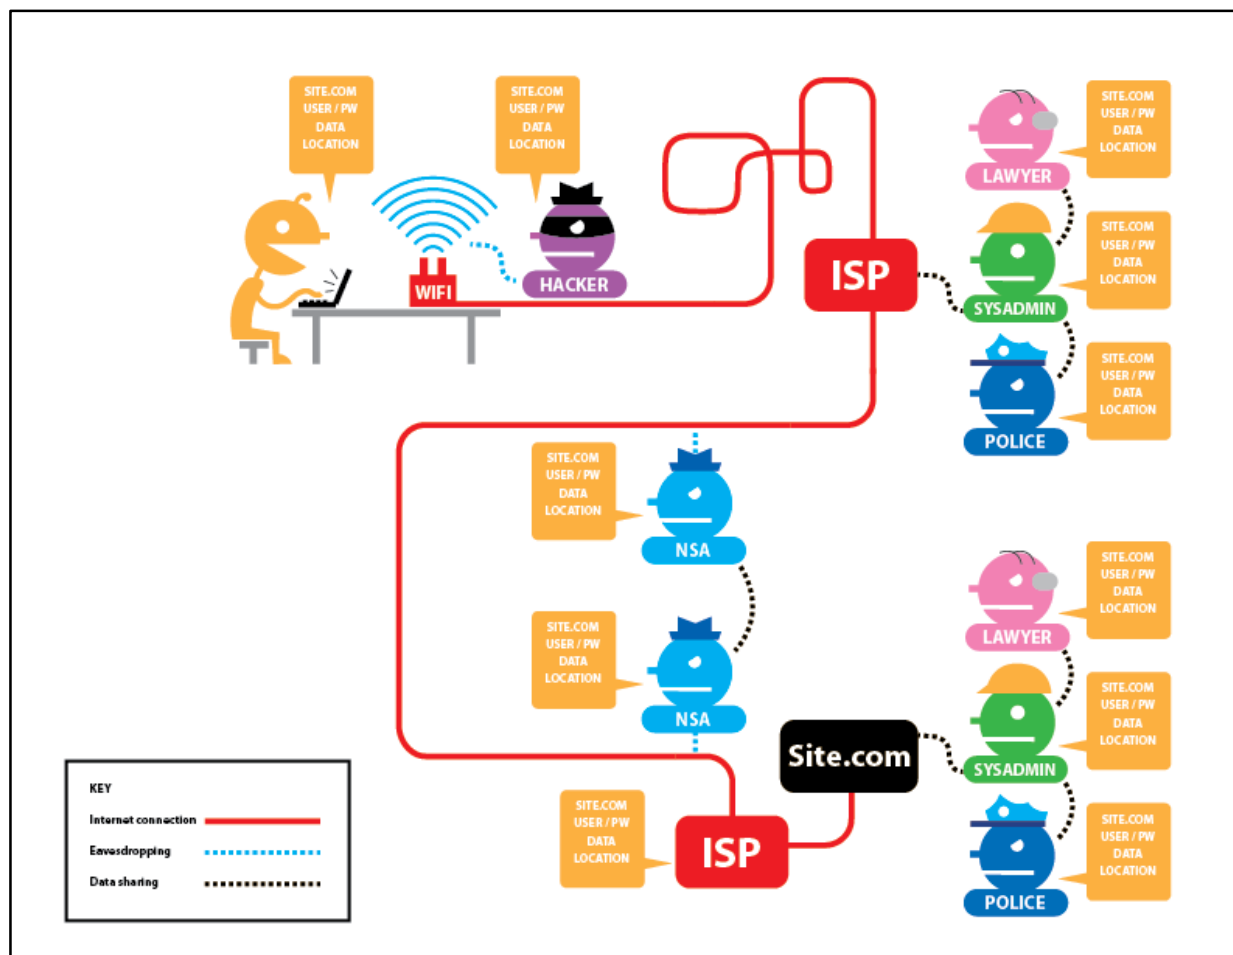 SITE.COM
USER / PW
DATA
LOCATION
SITE.COM
USER / PW
DATA
LOCATION
WIFI
HACKER
ISP
SITE.COM
USER / PW
DATA
LOCATION
LAWYER
SITE.COM
USER / PW
DATA
LOCATION
SYSADMIN
SITE.COM
USER / PW
DATA
LOCATION
POLICE
SITE.COM
USER / PW
DATA
LOCATION
NSA
SITE.COM
USER / PW
DATA
LOCATION
NSA
SITE.COM
USER / PW
DATA
LOCATION
LAWYER
SITE.COM
USER / PW
DATA
LOCATION
SYSADMIN
Site.com
SITE.COM
USER / PW
DATA
LOCATION
ISP
SITE.COM
USER / PW
DATA
LOCATION
POLICE
KEY
Internet connection
Eavesdropping
Data sharing